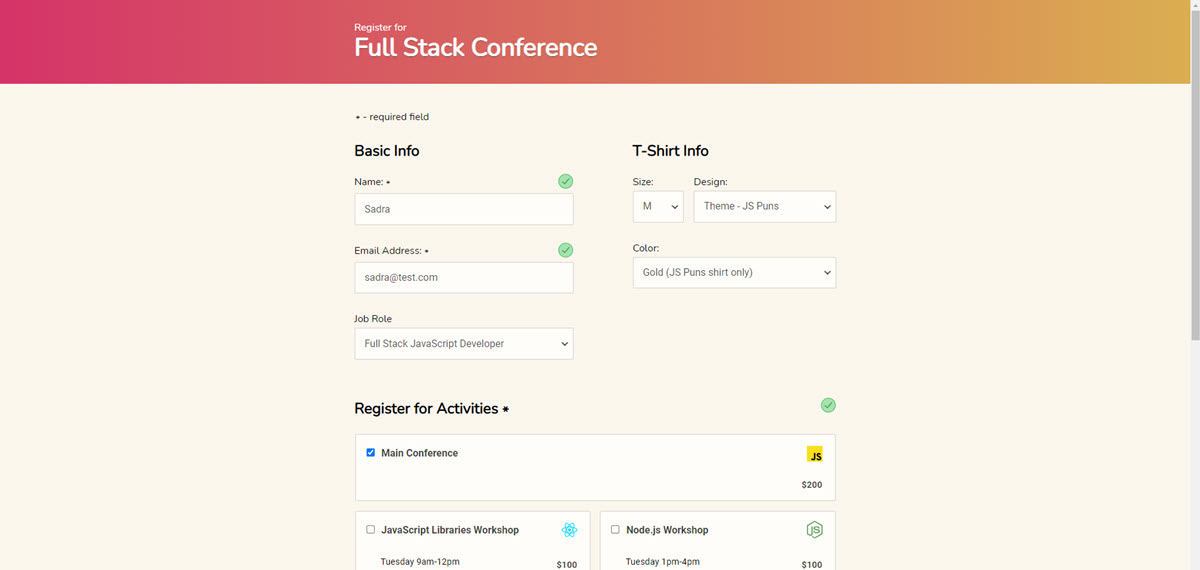 Register for
Full Stack Conference
* - required field
Basic Info
Name: *
Sadra
Email Address: *
sadra@test.com
Job Role
Full Stack JavaScript Developer
T-Shirt Info
Size:
M
Design:
Theme - JS Puns
Color:
Gold (JS Puns shirt only)
Register for Activities *
Main Conference
JS
$200
JavaScript Libraries Workshop
Tuesday 9am-12pm
$100
Node.js Workshop
JS
Tuesday 1pm-4pm
$100